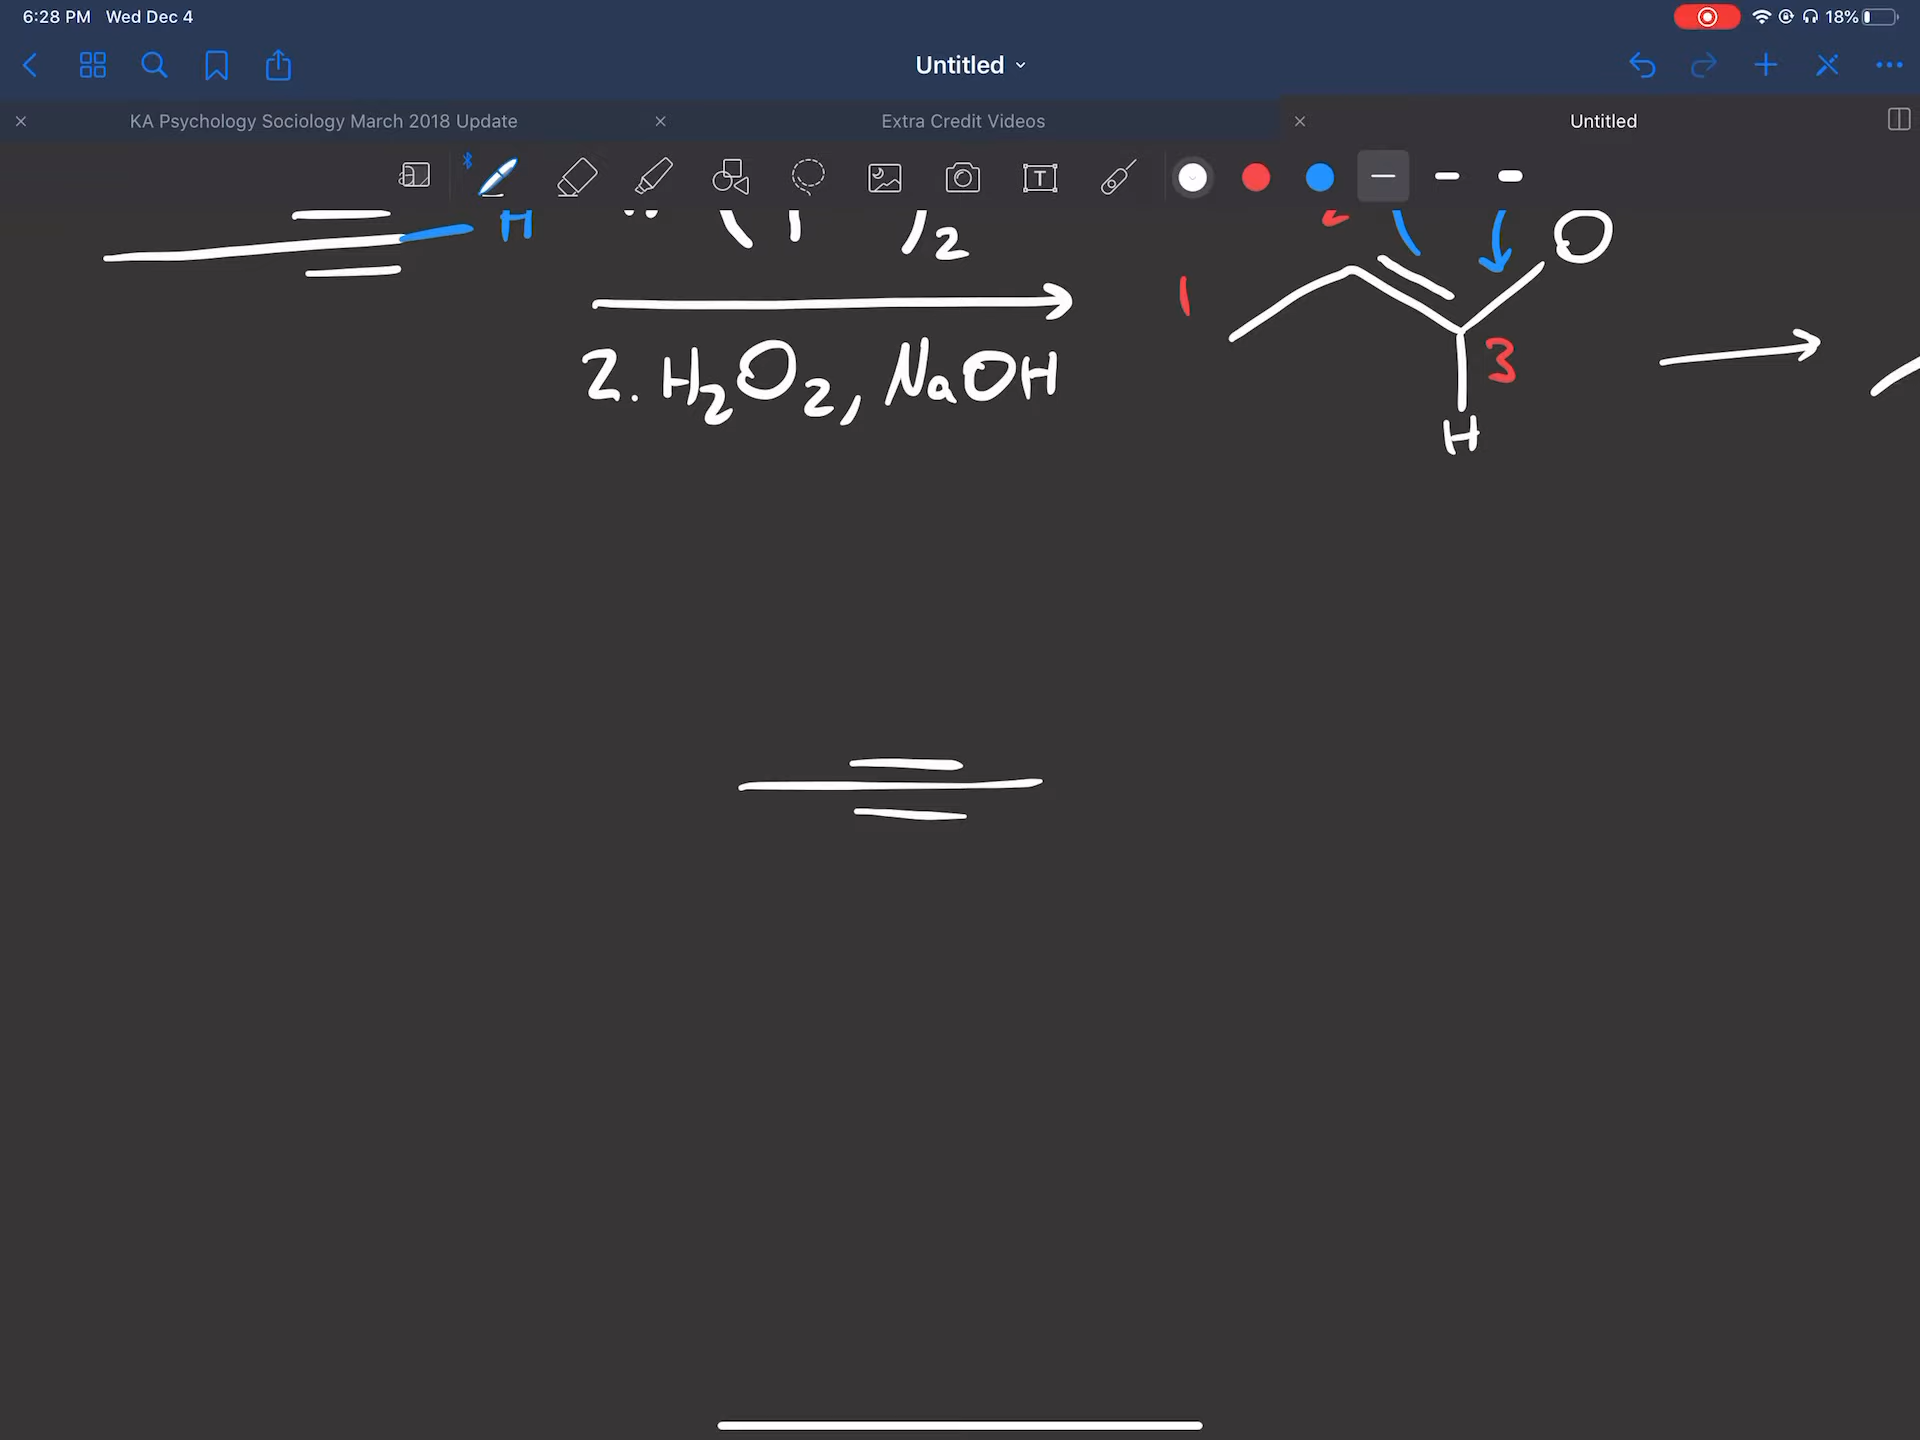 6:28 PM Wed Dec 4
18%
Untitled
KA Psychology Sociology March 2018 Update
Extra Credit Videos
Untitled
T
H
2
O
1
2. H₂O₂, NaOH
3
H